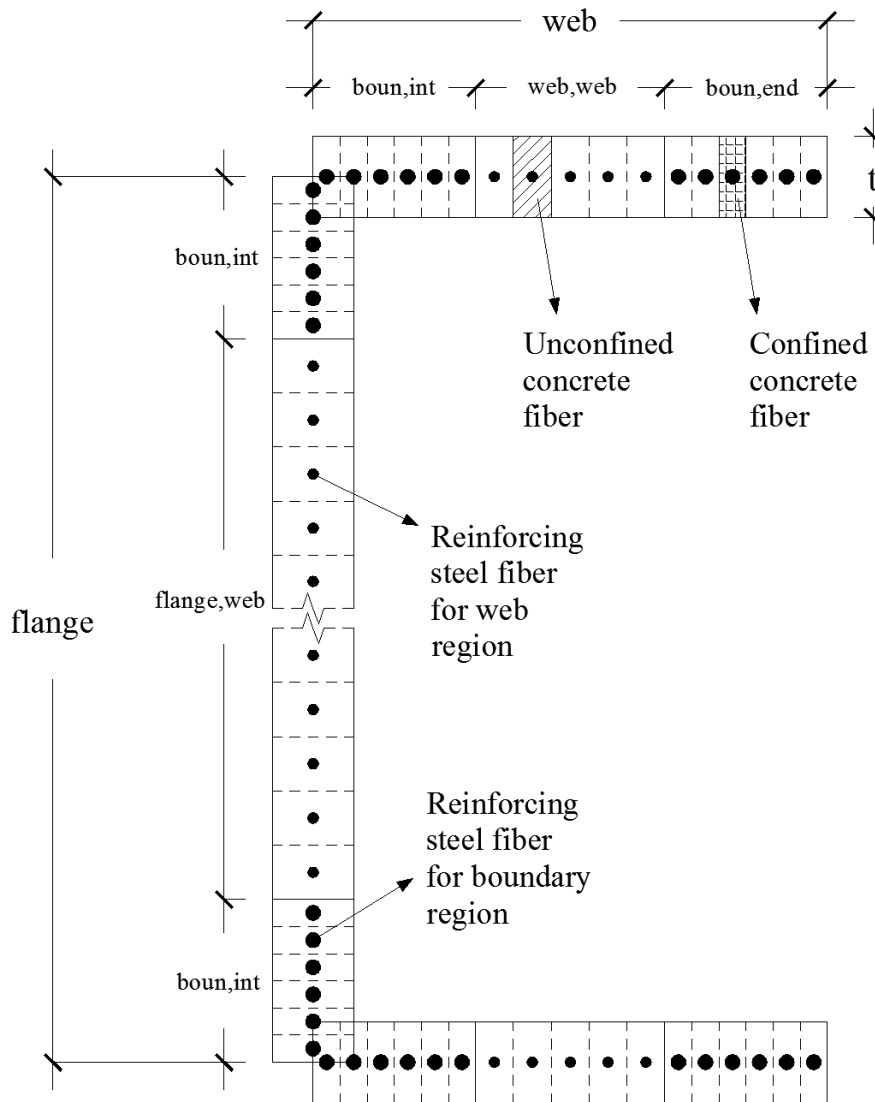 web
boun,int
web,web
boun,end
t
boun,int
Unconfined
concrete
fiber
Confined
concrete
fiber
Reinforcing
steel fiber
for web
region
flange,web
flange
Reinforcing
steel fiber
for boundary
region
boun,int